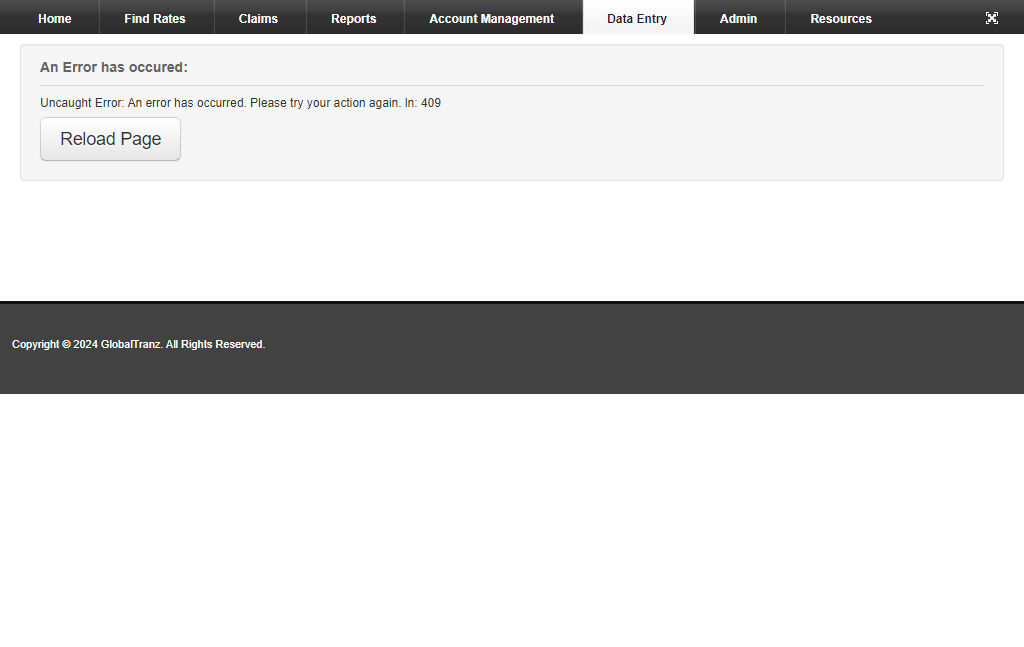 Home Find Rates Claims Reports Account Management Data Entry Admin Resources
An Error has occured:
Uncaught Error: An error has occurred. Please try your action again. In: 409
Reload Page
Copyright © 2024 GlobalTranz. All Rights Reserved.